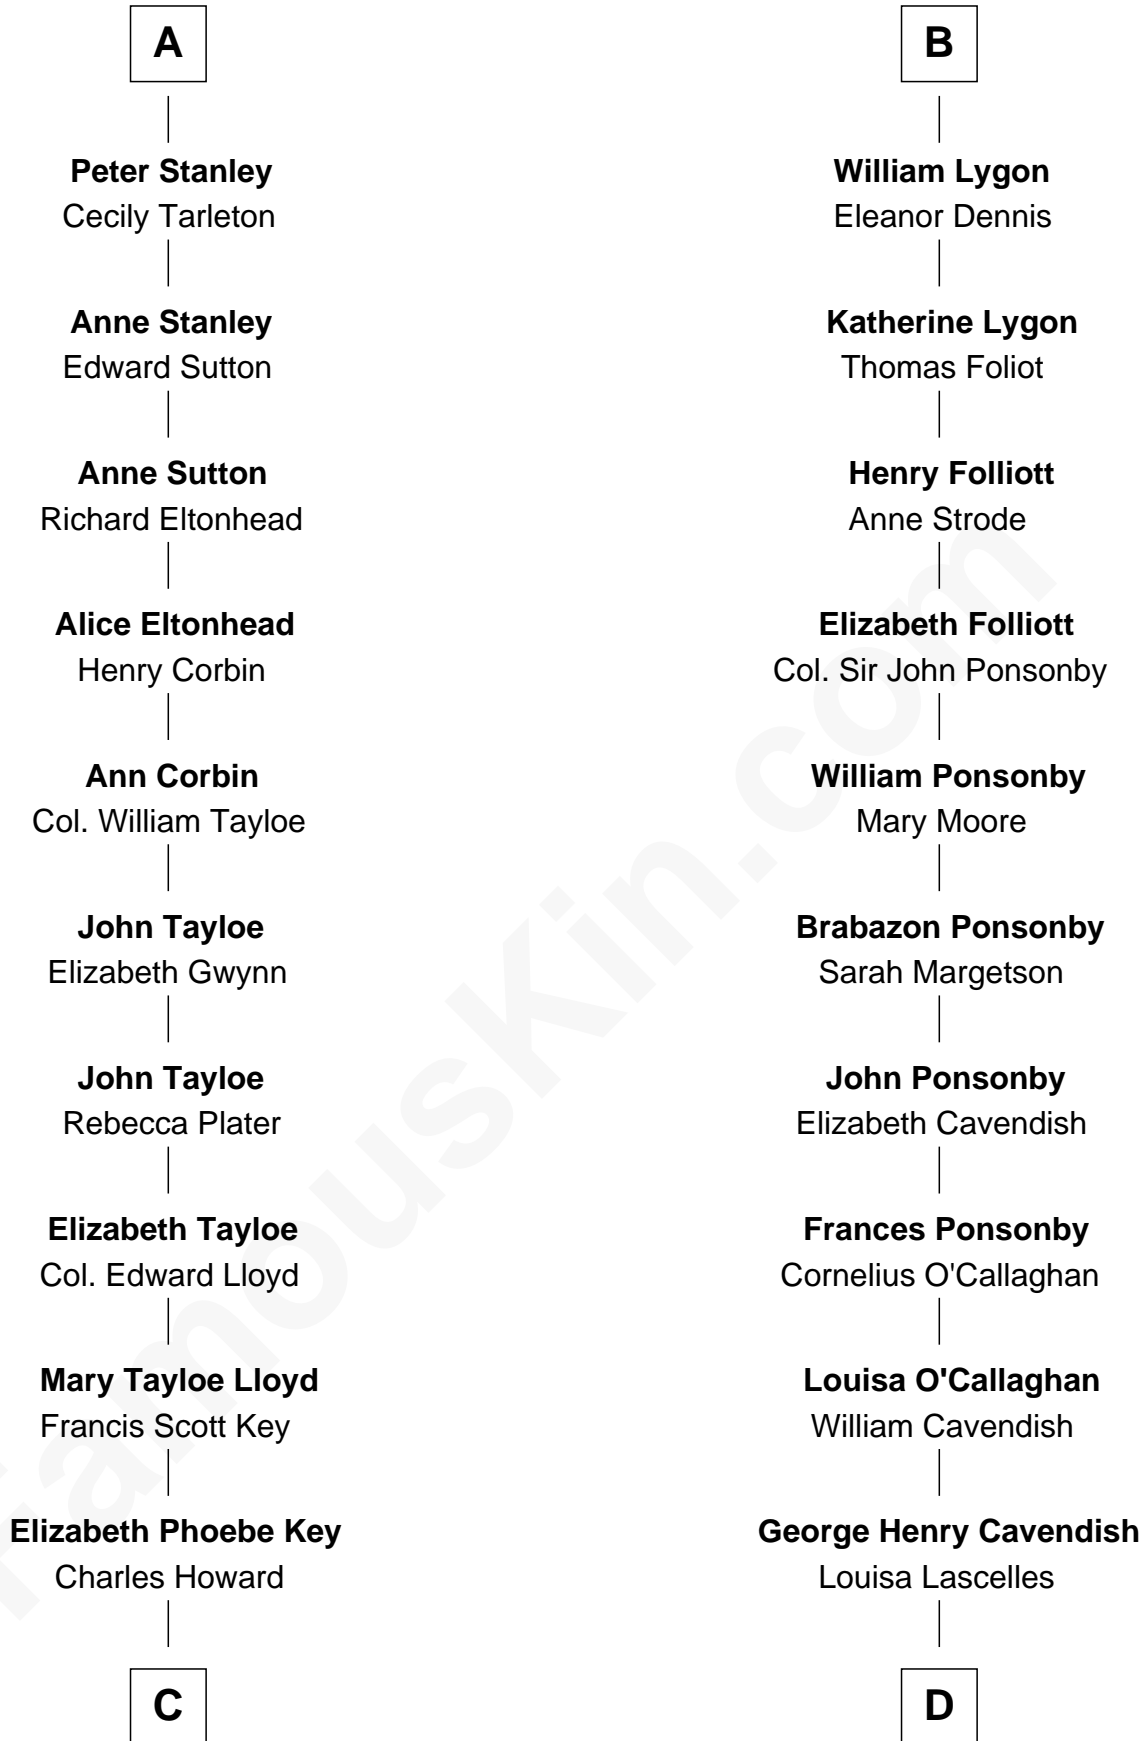 A
Peter Stanley
Cecily Tarleton
Anne Stanley
Edward Sutton
Anne Sutton
Richard Eltonhead
Alice Eltonhead
Henry Corbin
Ann Corbin
Col. William Tayloe
John Tayloe
Elizabeth Gwynn
John Tayloe
Rebecca Plater
Elizabeth Tayloe
Col. Edward Lloyd
Mary Tayloe Lloyd
Francis Scott Key
Elizabeth Phoebe Key
Charles Howard
C
B
William Lygon
Eleanor Dennis
Katherine Lygon
Thomas Foliot
Henry Folliott
Anne Strode
Elizabeth Folliott
Col. Sir John Ponsonby
William Ponsonby
Mary Moore
Brabazon Ponsonby
Sarah Margetson
John Ponsonby
Elizabeth Cavendish
Frances Ponsonby
Cornelius O'Callaghan
Louisa O'Callaghan
William Cavendish
George Henry Cavendish
Louisa Lascelles
D
FamousKin.com